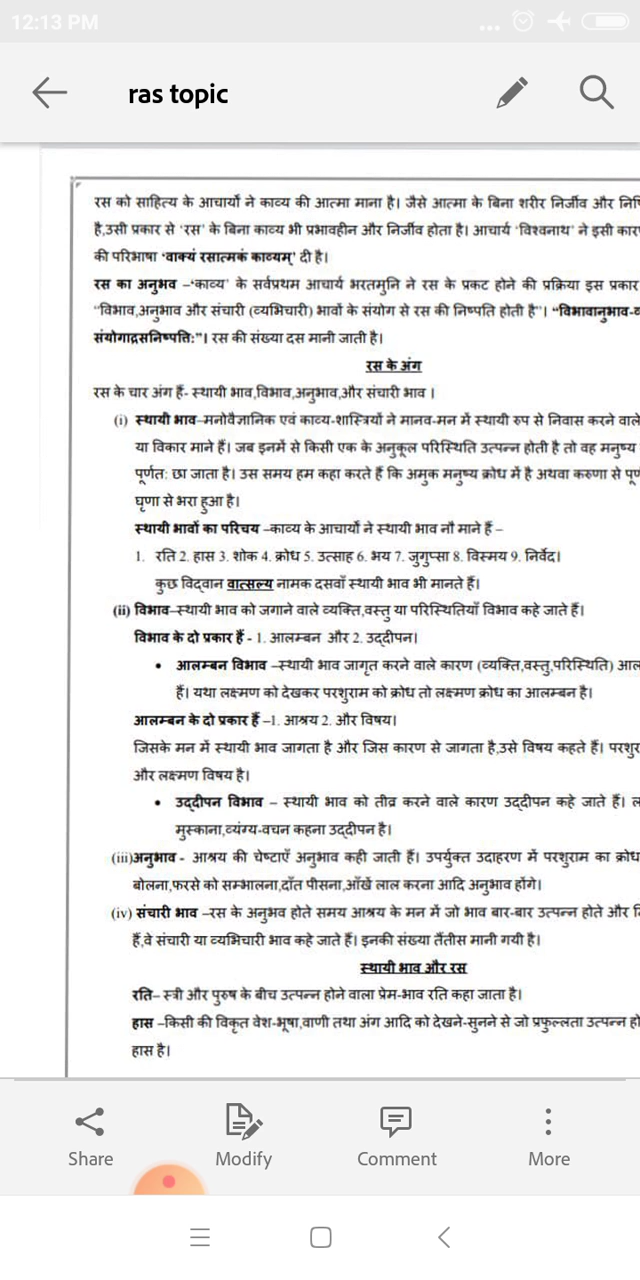 12:13 PM
ras topic
रस को साहित्य के आचार्यों ने काव्य की आत्मा माना है। जैसे आत्मा के बिना शरीर निर्जीव और
है,उसी प्रकार से 'रस' के बिना काव्य भी प्रभावहीन और निर्जीव होता है। आचार्य 'विश्वनाथ' ने इसी
की परिभाषा 'वाक्यं रसात्मकं काव्यम्' दी है।
रस का अनुभव –'काव्य' के सर्वप्रथम आचार्य भरतमुनि ने रस के प्रकट होने की प्रक्रिया इस प्रकार
"विभाव,अनुभाव और संचारी (व्यभिचारी) भावों के संयोग से रस की निष्पति होती है"। "विभावानुभाव-
संयोगाद्रसनिष्पत्ति:"। रस की संख्या दस मानी जाती है।
रस के अंग
रस के चार अंग हैं- स्थायी भाव,विभाव,अनुभाव,और संचारी भाव ।
(i) स्थायी भाव–मनोवैज्ञानिक एवं काव्य-शास्त्रियों ने मानव-मन में स्थायी रुप से निवास करने वाले
या विकार माने हैं। जब इनमें से किसी एक के अनुकूल परिस्थिति उत्पन्न होती है तो वह मनुष्य
पूर्णत: छा जाता है। उस समय हम कहा करते हैं कि अमुक मनुष्य क्रोध में है अथवा करुणा से
घृणा से भरा हुआ है।
स्थायी भावों का परिचय –काव्य के आचार्यों ने स्थायी भाव नौ माने हैं –
1. रति 2. हास 3. शोक 4. क्रोध 5. उत्साह 6. भय 7. जुगुप्सा 8. विस्मय 9. निर्वेद।
कुछ विद्वान वात्सल्य नामक दसवाँ स्थायी भाव भी मानते हैं।
(ii) विभाव–स्थायी भाव को जगाने वाले व्यक्ति,वस्तु या परिस्थितियाँ विभाव कहे जाते हैं।
विभाव के दो प्रकार हैं - 1. आलम्बन और 2. उद्दीपन।
• आलम्बन विभाव –स्थायी भाव जागृत करने वाले कारण (व्यक्ति,वस्तु,परिस्थिति)
हैं। यथा लक्ष्मण को देखकर परशुराम को क्रोध तो लक्ष्मण क्रोध का आलम्बन है।
आलम्बन के दो प्रकार हैं –1. आश्रय 2. और विषय।
जिसके मन में स्थायी भाव जागता है और जिस कारण से जागता है,उसे विषय कहते हैं।
और लक्ष्मण विषय है।
• उद्दीपन विभाव – स्थायी भाव को तीव्र करने वाले कारण उद्दीपन कहे जाते हैं।
मुस्काना,व्यंग्य-वचन कहना उद्दीपन है।
(iii)अनुभाव - आश्रय की चेष्टाएँ अनुभाव कही जाती हैं। उपर्युक्त उदाहरण में परशुराम का क्रोध
बोलना,फरसे को सम्भालना,दाँत पीसना,आँखें लाल करना आदि अनुभाव होंगे।
(iv) संचारी भाव –रस के अनुभव होते समय आश्रय के मन में जो भाव बार-बार उत्पन्न होते और
हैं,वे संचारी या व्यभिचारी भाव कहे जाते हैं। इनकी संख्या तैंतीस मानी गयी है।
स्थायी भाव और रस
रति– स्त्री और पुरुष के बीच उत्पन्न होने वाला प्रेम-भाव रति कहा जाता है।
हास –किसी की विकृत वेश-भूषा,वाणी तथा अंग आदि को देखने-सुनने से जो प्रफुल्लता उत्पन्न
हास है।
Share Modify Comment More